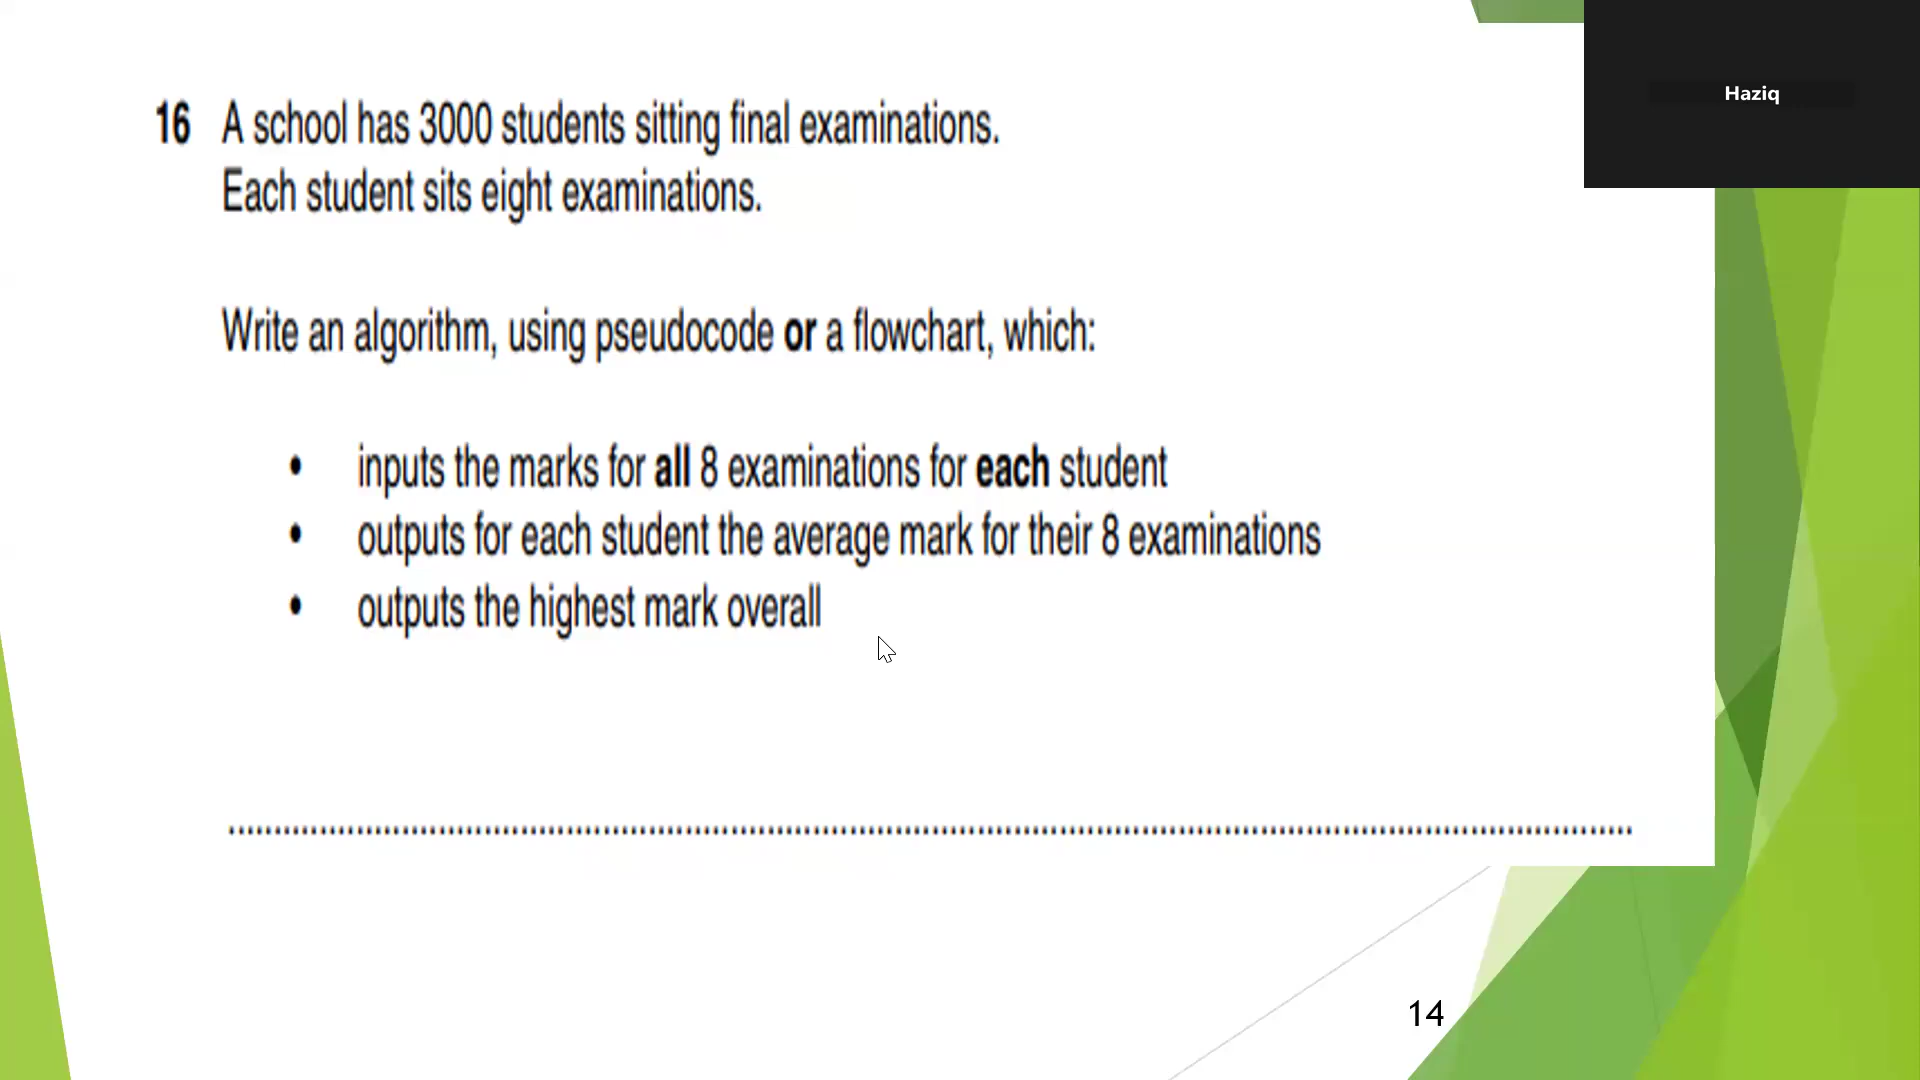 Haziq
16 A school has 3000 students sitting final examinations.
Each student sits eight examinations.
Write an algorithm, using pseudocode or a flowchart, which:
• inputs the marks for all 8 examinations for each student
• outputs for each student the average mark for their 8 examinations
• outputs the highest mark overall
14